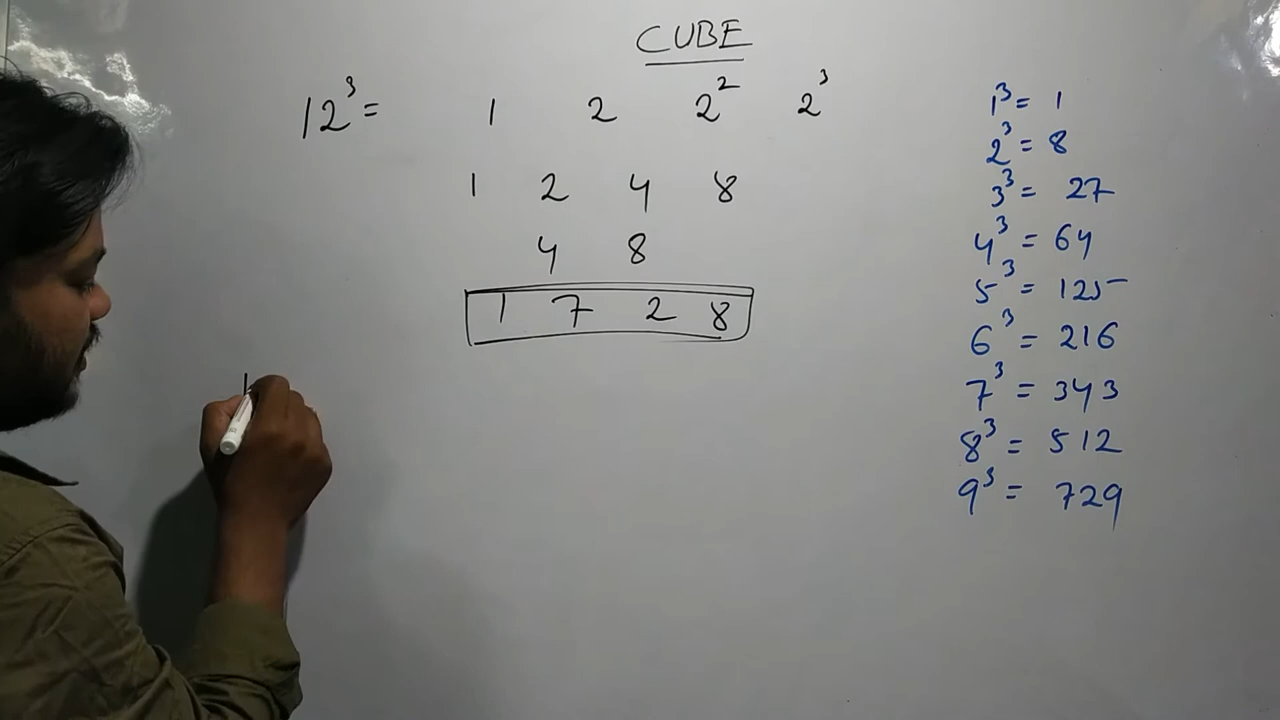 CUBE
12³ = 1 2 2² 2³
1 2 4 8
4 8
1 7 2 8
1
1³ = 1
2³ = 8
3³ = 27
4³ = 64
5³ = 125
6³ = 216
7³ = 343
8³ = 512
9³ = 729